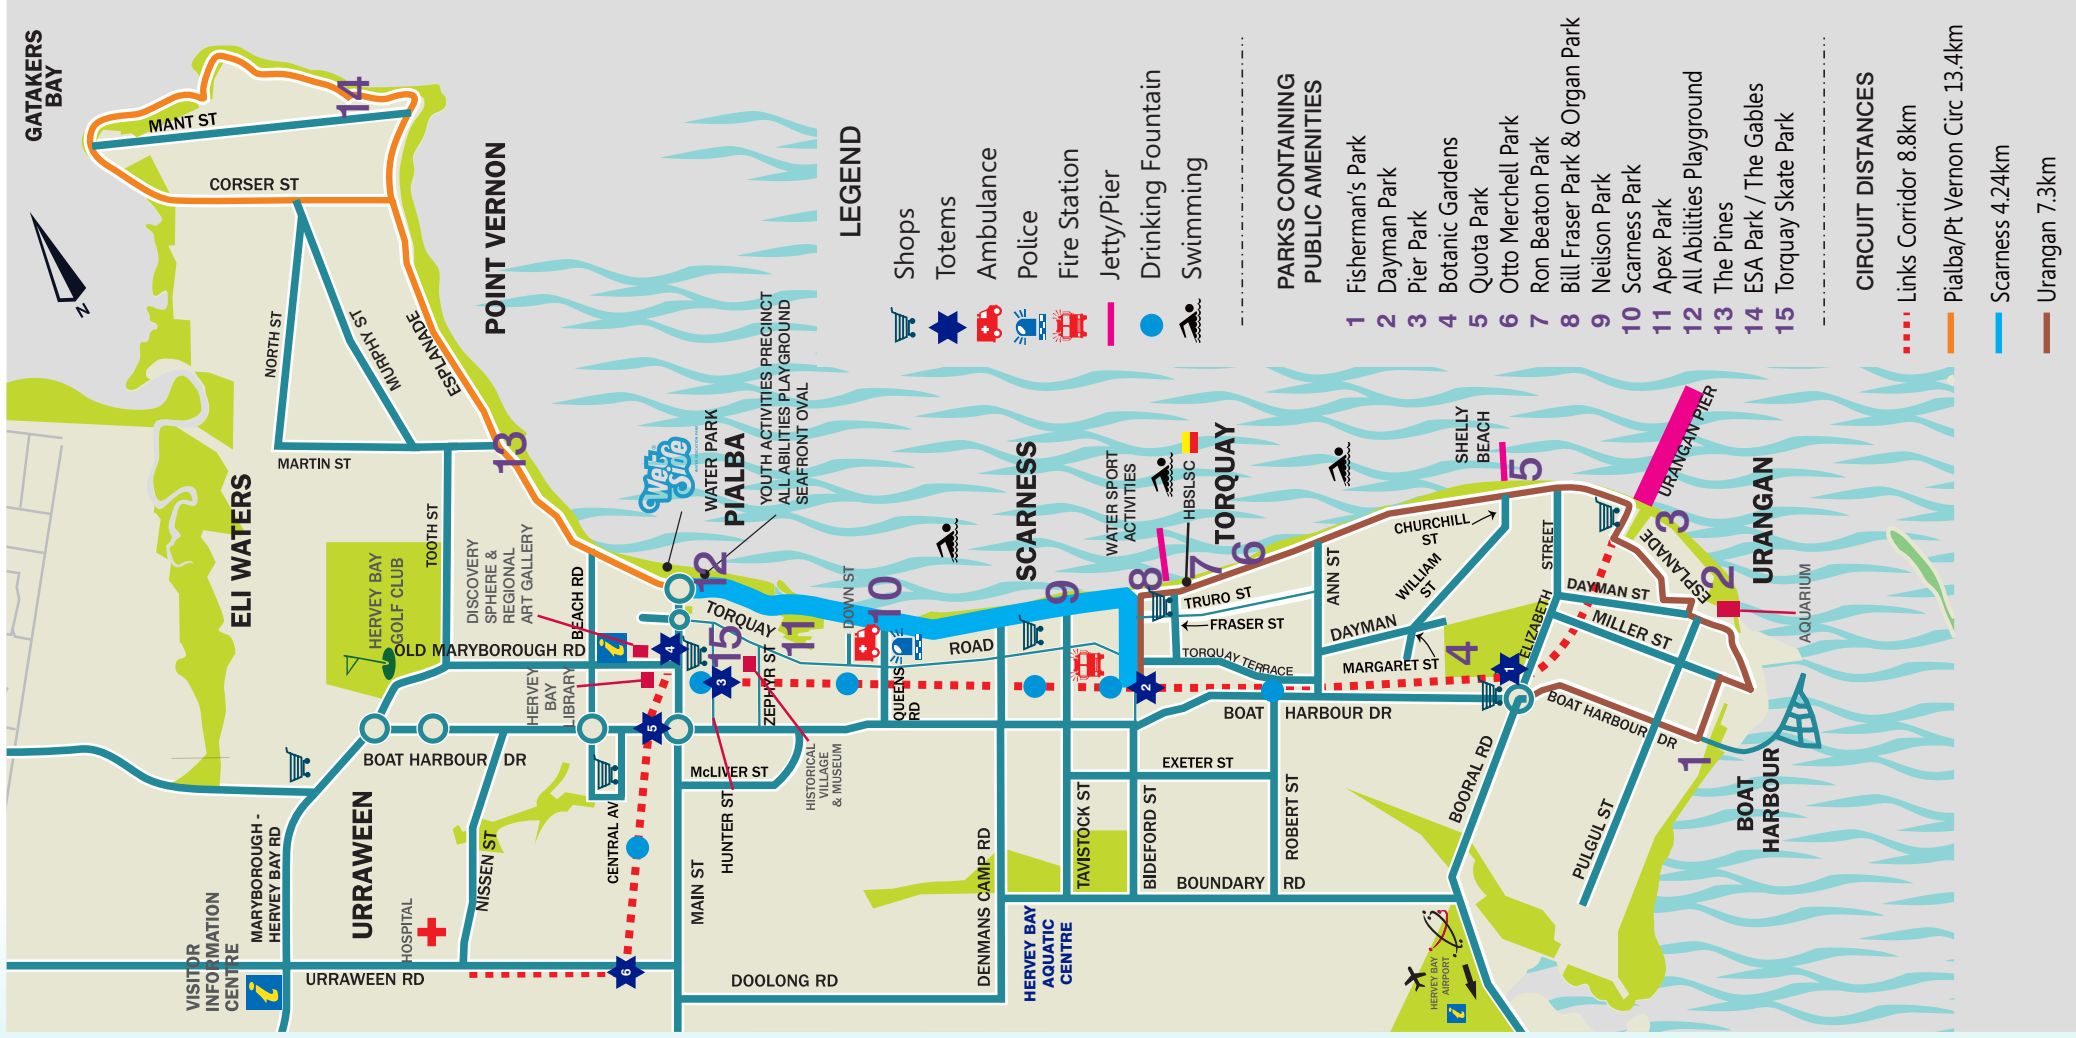 GATAKERS
BAY
MANT ST
14
CORSER ST
N
NORTH ST
MURPHY ST
ESPLANADE
POINT VERNON
MARTIN ST
13
ELI WATERS
TOOTH ST
HERVEY BAY
GOLF CLUB
DISCOVERY
SPHERE &
REGIONAL
ART GALLERY
BEACH RD
OLD MARYBOROUGH RD
Wet
Side
WATER PARK
PIALBA
YOUTH ACTIVITIES PRECINCT
ALL ABILITIES PLAYGROUND
SEAFRONT OVAL
12
TORQUAY
ROAD
11
15
DOWN ST
10
HERVEY
BAY
LIBRARY
i
4
3
5
ZEPHYR ST
QUEENS
RD
HISTORICAL
VILLAGE
& MUSEUM
McLIVER ST
HUNTER ST
BOAT HARBOUR DR
URRAWEEN
NISSEN ST
CENTRAL AV
MAIN ST
MARYBOROUGH -
HERVEY BAY RD
HOSPITAL
VISITOR
INFORMATION
CENTRE
i
URRAWEEN RD
6
DOOLONG RD
DENMANS CAMP RD
HERVEY BAY
AQUATIC
CENTRE
TAVISTOCK ST
BIDEFORD ST
BOUNDARY RD
ROBERT ST
EXETER ST
BOAT HARBOUR DR
2
SCARNESS
9
WATER SPORT
ACTIVITIES
HBSLSC
TORQUAY
8
7
6
TRURO ST
FRASER ST
TORQUAY TERRACE
ANN ST
DAYMAN
WILLIAM
ST
CHURCHILL
ST
MARGARET ST
4
1
SHELLY
BEACH
5
ELIZABETH
STREET
DAYMAN ST
MILLER ST
URANGAN PIER
3
ESPLANADE
2
URANGAN
AQUARIUM
BOAT HARBOUR DR
1
BOAT
HARBOUR
BOORAL RD
PULGUL ST
HERVEY BAY
AIRPORT
i
LEGEND
Shops
Totems
Ambulance
Police
Fire Station
Jetty/Pier
Drinking Fountain
Swimming
PARKS CONTAINING
PUBLIC AMENITIES
1 Fisherman's Park
2 Dayman Park
3 Pier Park
4 Botanic Gardens
5 Quota Park
6 Otto Merchell Park
7 Ron Beaton Park
8 Bill Fraser Park & Organ Park
9 Neilson Park
10 Scarness Park
11 Apex Park
12 All Abilities Playground
13 The Pines
14 ESA Park / The Gables
15 Torquay Skate Park
CIRCUIT DISTANCES
Links Corridor 8.8km
Pialba/Pt Vernon Circ 13.4km
Scarness 4.24km
Urangan 7.3km